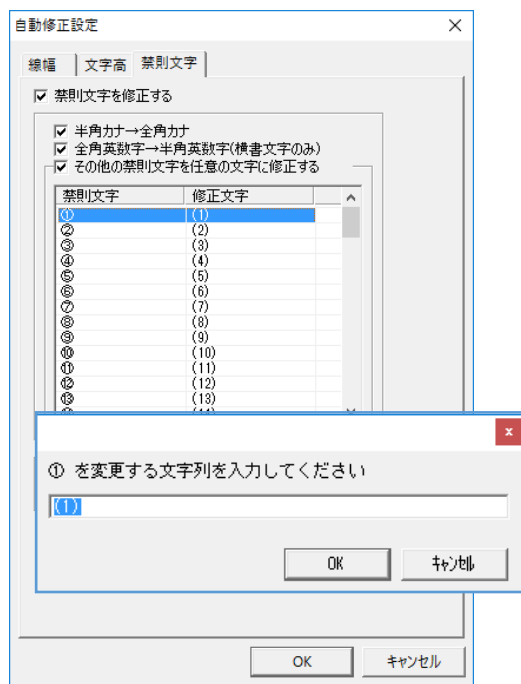 自動修正設定
線幅 文字高 禁則文字
禁則文字を修正する
半角カナ→全角カナ
全角英数字→半角英数字(横書文字のみ)
その他の禁則文字を任意の文字に修正する
禁則文字 修正文字
① (1)
② (2)
③ (3)
④ (4)
⑤ (5)
⑥ (6)
⑦ (7)
⑧ (8)
⑨ (9)
⑩ (10)
⑪ (11)
⑫ (12)
⑬ (13)
① を変更する文字列を入力してください
(1)
OK キャンセル
OK キャンセル